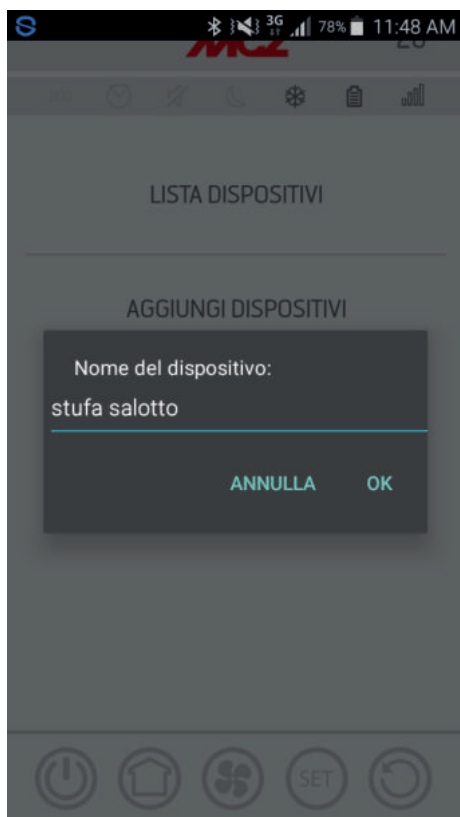 3G 78% 11:48 AM
MCZ
LISTA DISPOSITIVI
AGGIUNGI DISPOSITIVI
Nome del dispositivo:
stufa salotto
ANNULLA OK
SET